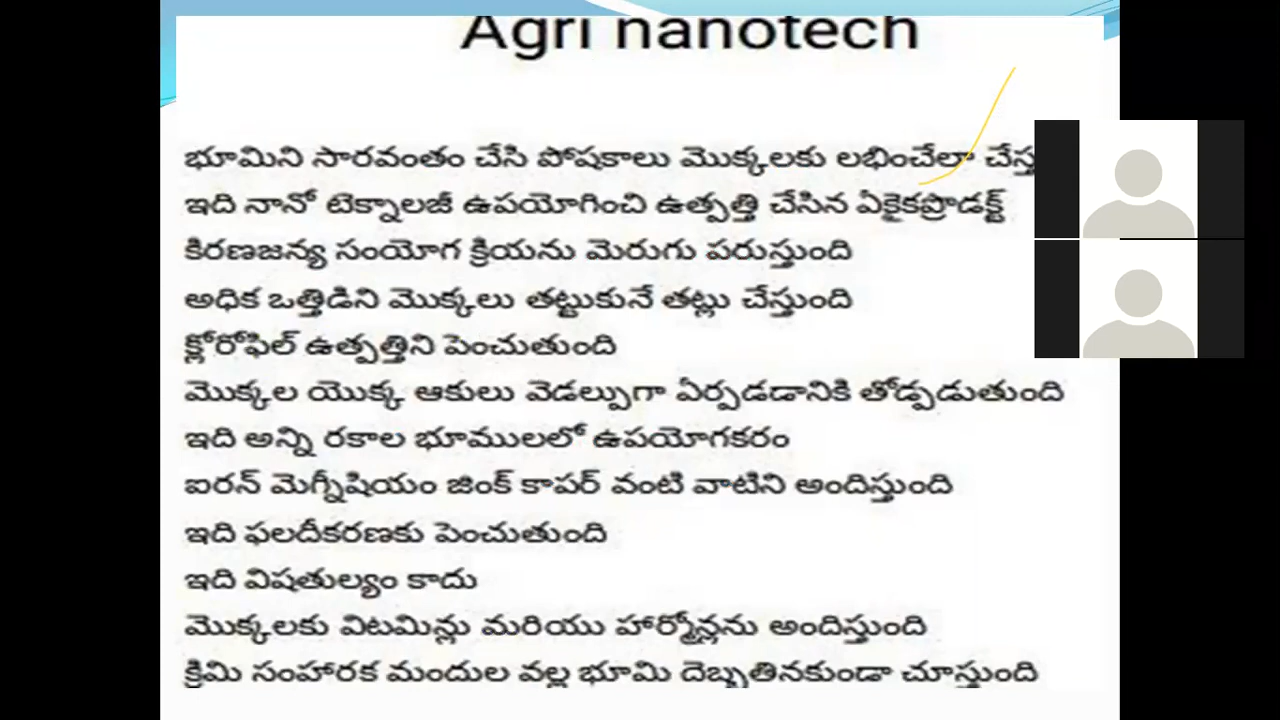 Agri nanotech
భూమిని సారవంతం చేసి పోషకాలు మొక్కలకు లభించేలా
ఇది నానో టెక్నాలజీ ఉపయోగించి ఉత్పత్తి చేసిన ఏకైకప్రొడక్ట్
కిరణజన్య సంయోగ క్రియను మెరుగు పరుస్తుంది
అధిక ఒత్తిడిని మొక్కలు తట్టుకునే తట్లు చేస్తుంది
క్లోరోఫిల్ ఉత్పత్తిని పెంచుతుంది
మొక్కల యొక్క ఆకులు వెడల్పుగా ఏర్పడడానికి తోడ్పడుతుంది
ఇది అన్ని రకాల భూములలో ఉపయోగకరం
ఐరన్ మెగ్నీషియం జింక్ కాపర్ వంటి వాటిని అందిస్తుంది
ఇది ఫలదీకరణకు పెంచుతుంది
ఇది విషతుల్యం కాదు
మొక్కలకు విటమిన్లు మరియు హార్మోన్లను అందిస్తుంది
క్రిమి సంహారక మందుల వల్ల భూమి దెబ్బతినకుండా చూస్తుంది